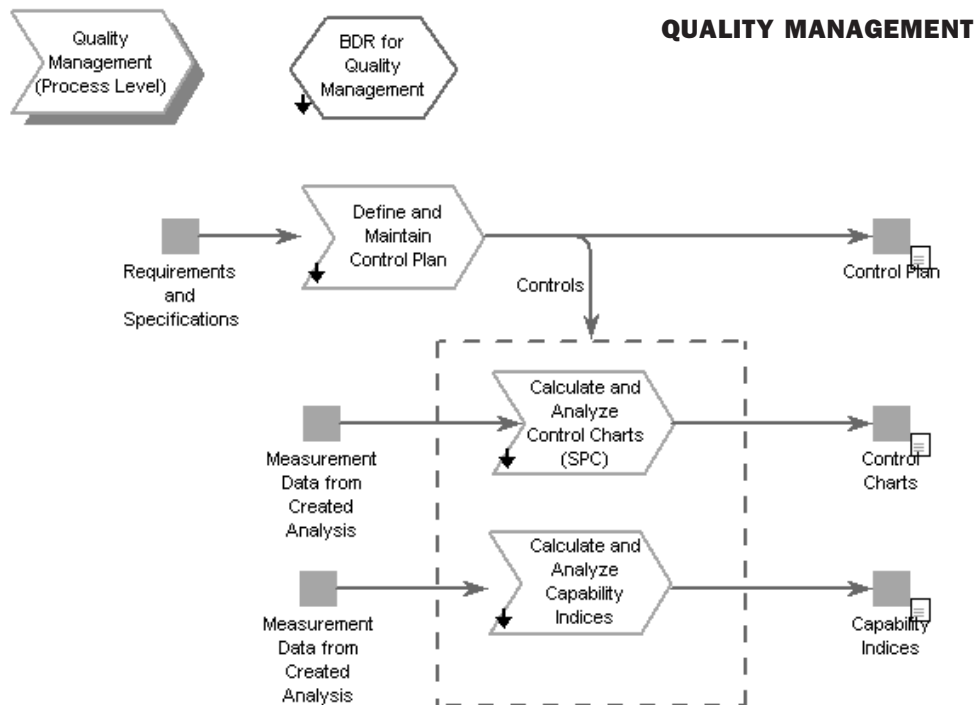 QUALITY MANAGEMENT
Quality
Management
(Process Level)
BDR for
Quality
Management
Define and
Maintain
Control Plan
Requirements
and
Specifications
Controls
Control Plan
Calculate and
Analyze
Control Charts
(SPC)
Measurement
Data from
Created
Analysis
Control
Charts
Calculate and
Analyze
Capability
Indices
Measurement
Data from
Created
Analysis
Capability
Indices